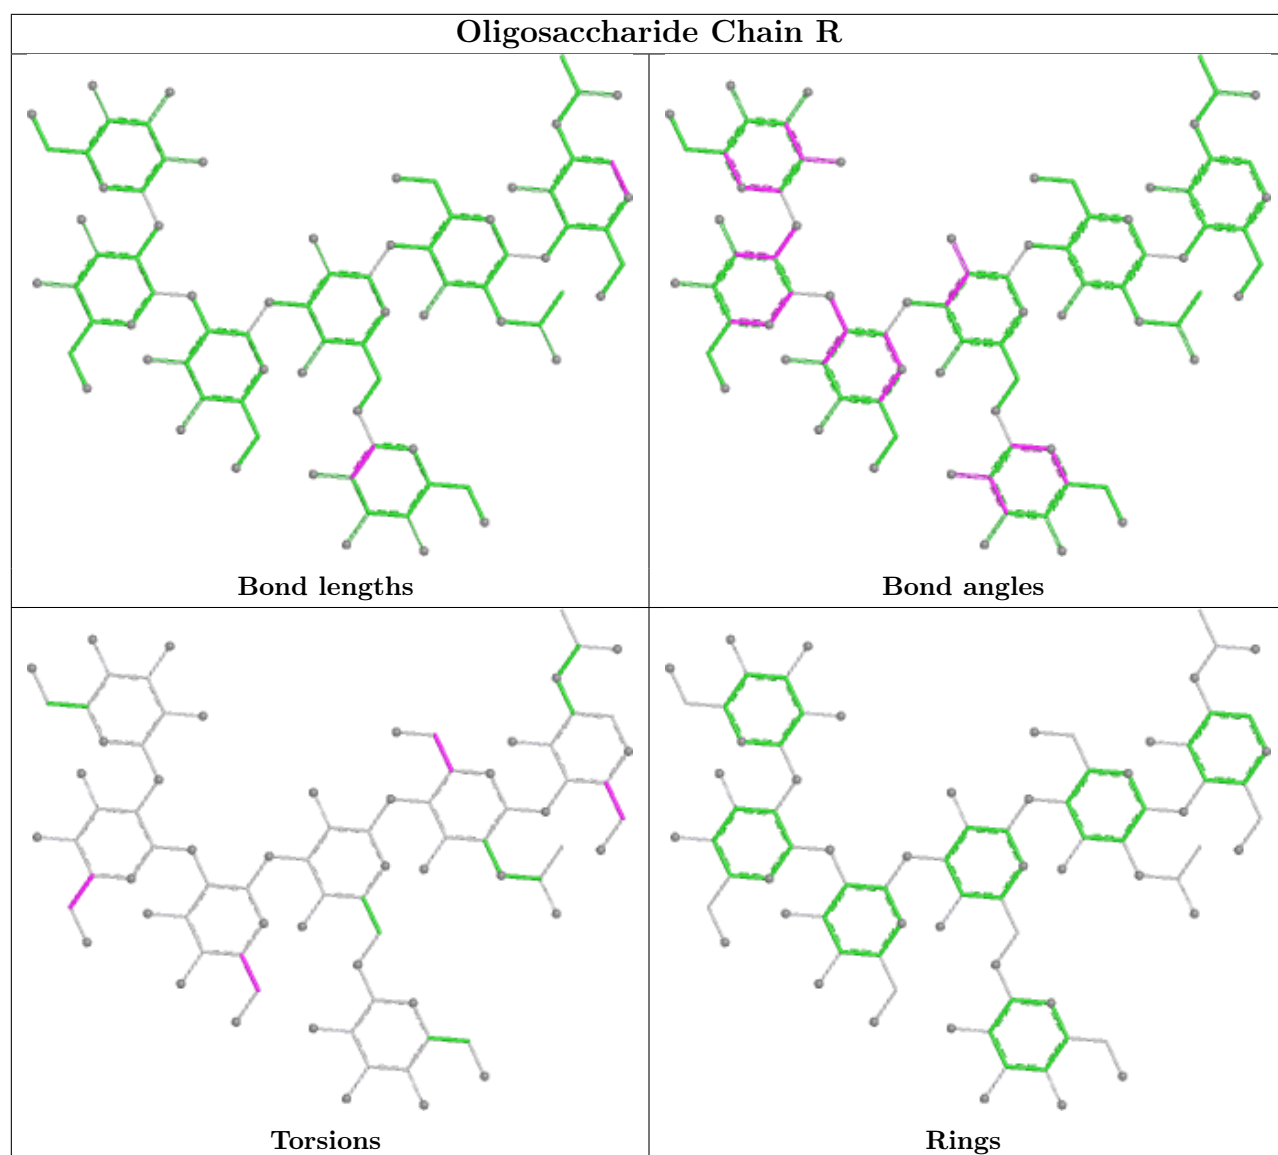 Oligosaccharide Chain R
Bond lengths
Bond angles
Torsions
Rings